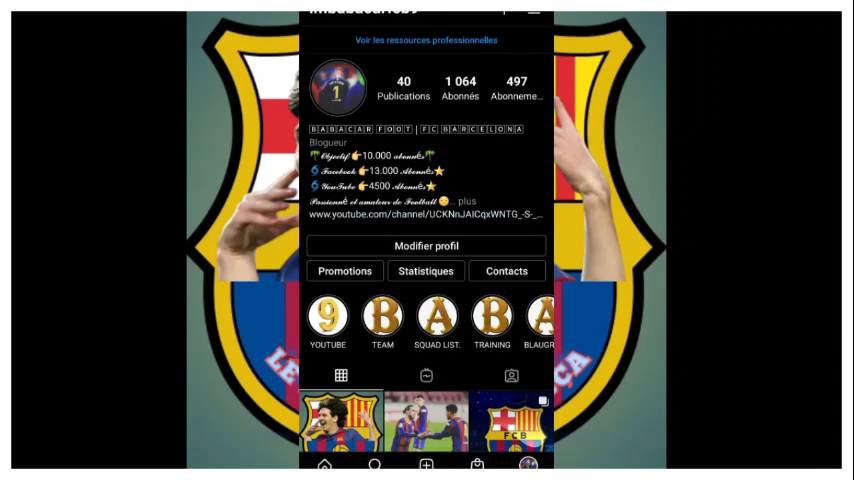 Voir les ressources professionnelles
40 1 064 497
Publications Abonnés Abonneme...
BABACAR FOOT | FC BARCELONA
Blogueur
🌴Objectif 👉10.000 abonnés🌴
🌀 Facebook 👉13.000 Abonnés⭐
🌀 YouTube 👉4500 Abonnés⭐
Passionné et amateur de Football 😏... plus
www.youtube.com/channel/UCKNnJAICqxWNTG_-S-_...
Modifier profil
Promotions Statistiques Contacts
9 B A B A
YOUTUBE TEAM SQUAD LIST. TRAINING BLAUGR
FCB